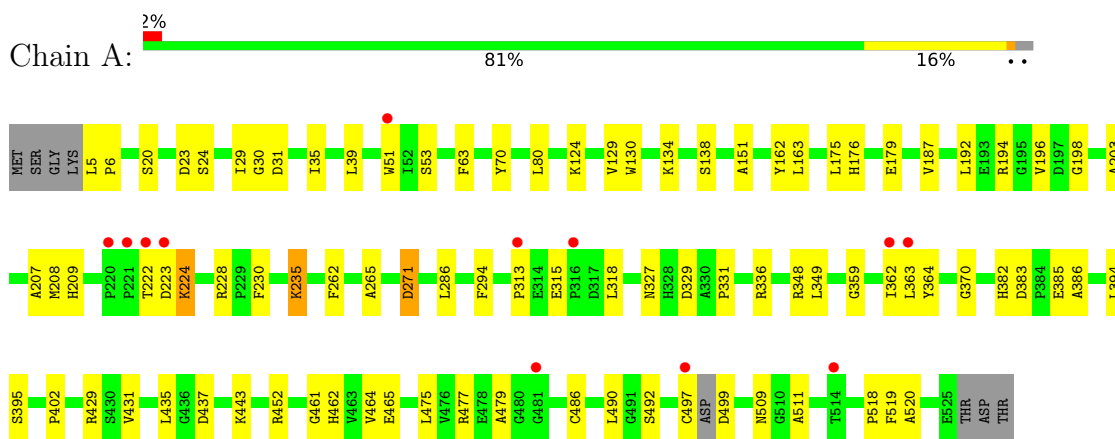 2%
Chain A:
81% 16% ..
MET SER GLY LYS L5 P6 S20 D23 S24 I29 G30 D31 I35 L39 W51 I52 S53 F63 Y70 L80 K124 V129 W130 K134 S138 A151 Y162 L163 L175 H176 E179 V187 L192 E193 R194 G195 V196 D197 G198
A207 M208 H209 P220 P221 T222 D223 K224 R228 P229 F230 K235 F262 A265 D271 L286 F294 P313 E314 E315 P316 D317 L318 N327 H328 D329 A330 P331 R336 R348 L349 G359 I362 L363 Y364 G370 H382 D383 P384 E385 A386
S395 P402 R429 S430 V431 L435 G436 D437 K443 R452 G461 H462 V463 V464 E465 L475 V476 R477 E478 A479 G480 G481 C486 L490 G491 S492 C497 ASP D499 N509 G510 A511 T514 P518 F519 A520 E525 THR ASP THR